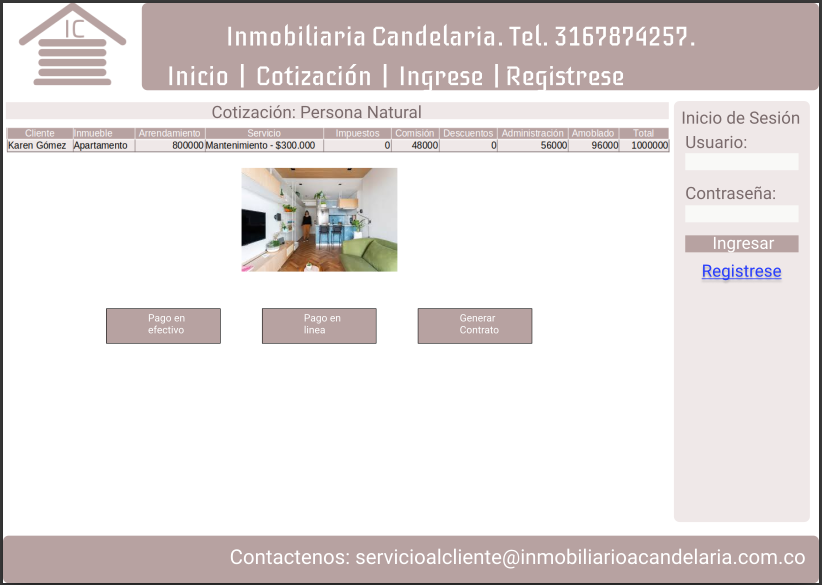 IC
Inmobiliaria Candelaria. Tel. 3167874257.
Inicio | Cotización | Ingrese | Registrese
Cotización: Persona Natural
Cliente Inmueble Arrendamiento Servicio Impuestos Comisión Descuentos Administración Amoblado Total
Karen Gómez Apartamento 800000 Mantenimiento - $300.000 0 48000 0 56000 96000 1000000
Pago en
efectivo
Pago en
linea
Generar
Contrato
Inicio de Sesión
Usuario:
Contraseña:
Ingresar
Registrese
Contactenos: servicioalcliente@inmobiliarioacandelaria.com.co